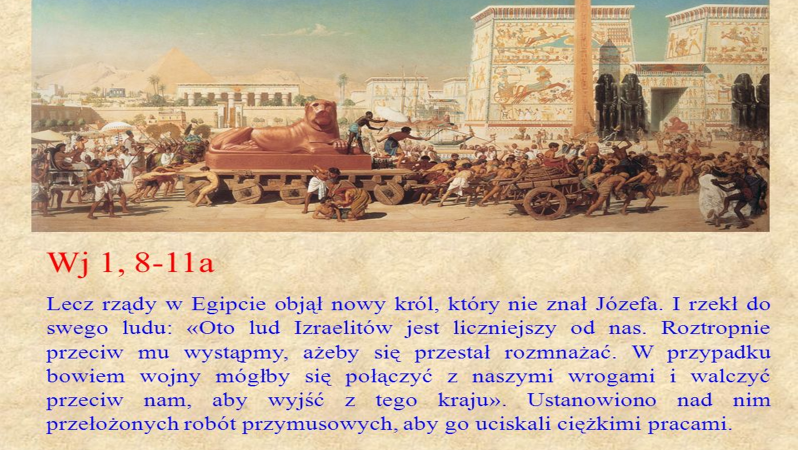 Wj 1, 8-11a
Lecz rządy w Egipcie objął nowy król, który nie znał Józefa. I rzekł do
swego ludu: «Oto lud Izraelitów jest liczniejszy od nas. Roztropnie
przeciw mu wystąpmy, ażeby się przestał rozmnażać. W przypadku
bowiem wojny mógłby się połączyć z naszymi wrogami i walczyć
przeciw nam, aby wyjść z tego kraju». Ustanowiono nad nim
przełożonych robót przymusowych, aby go uciskali ciężkimi pracami.